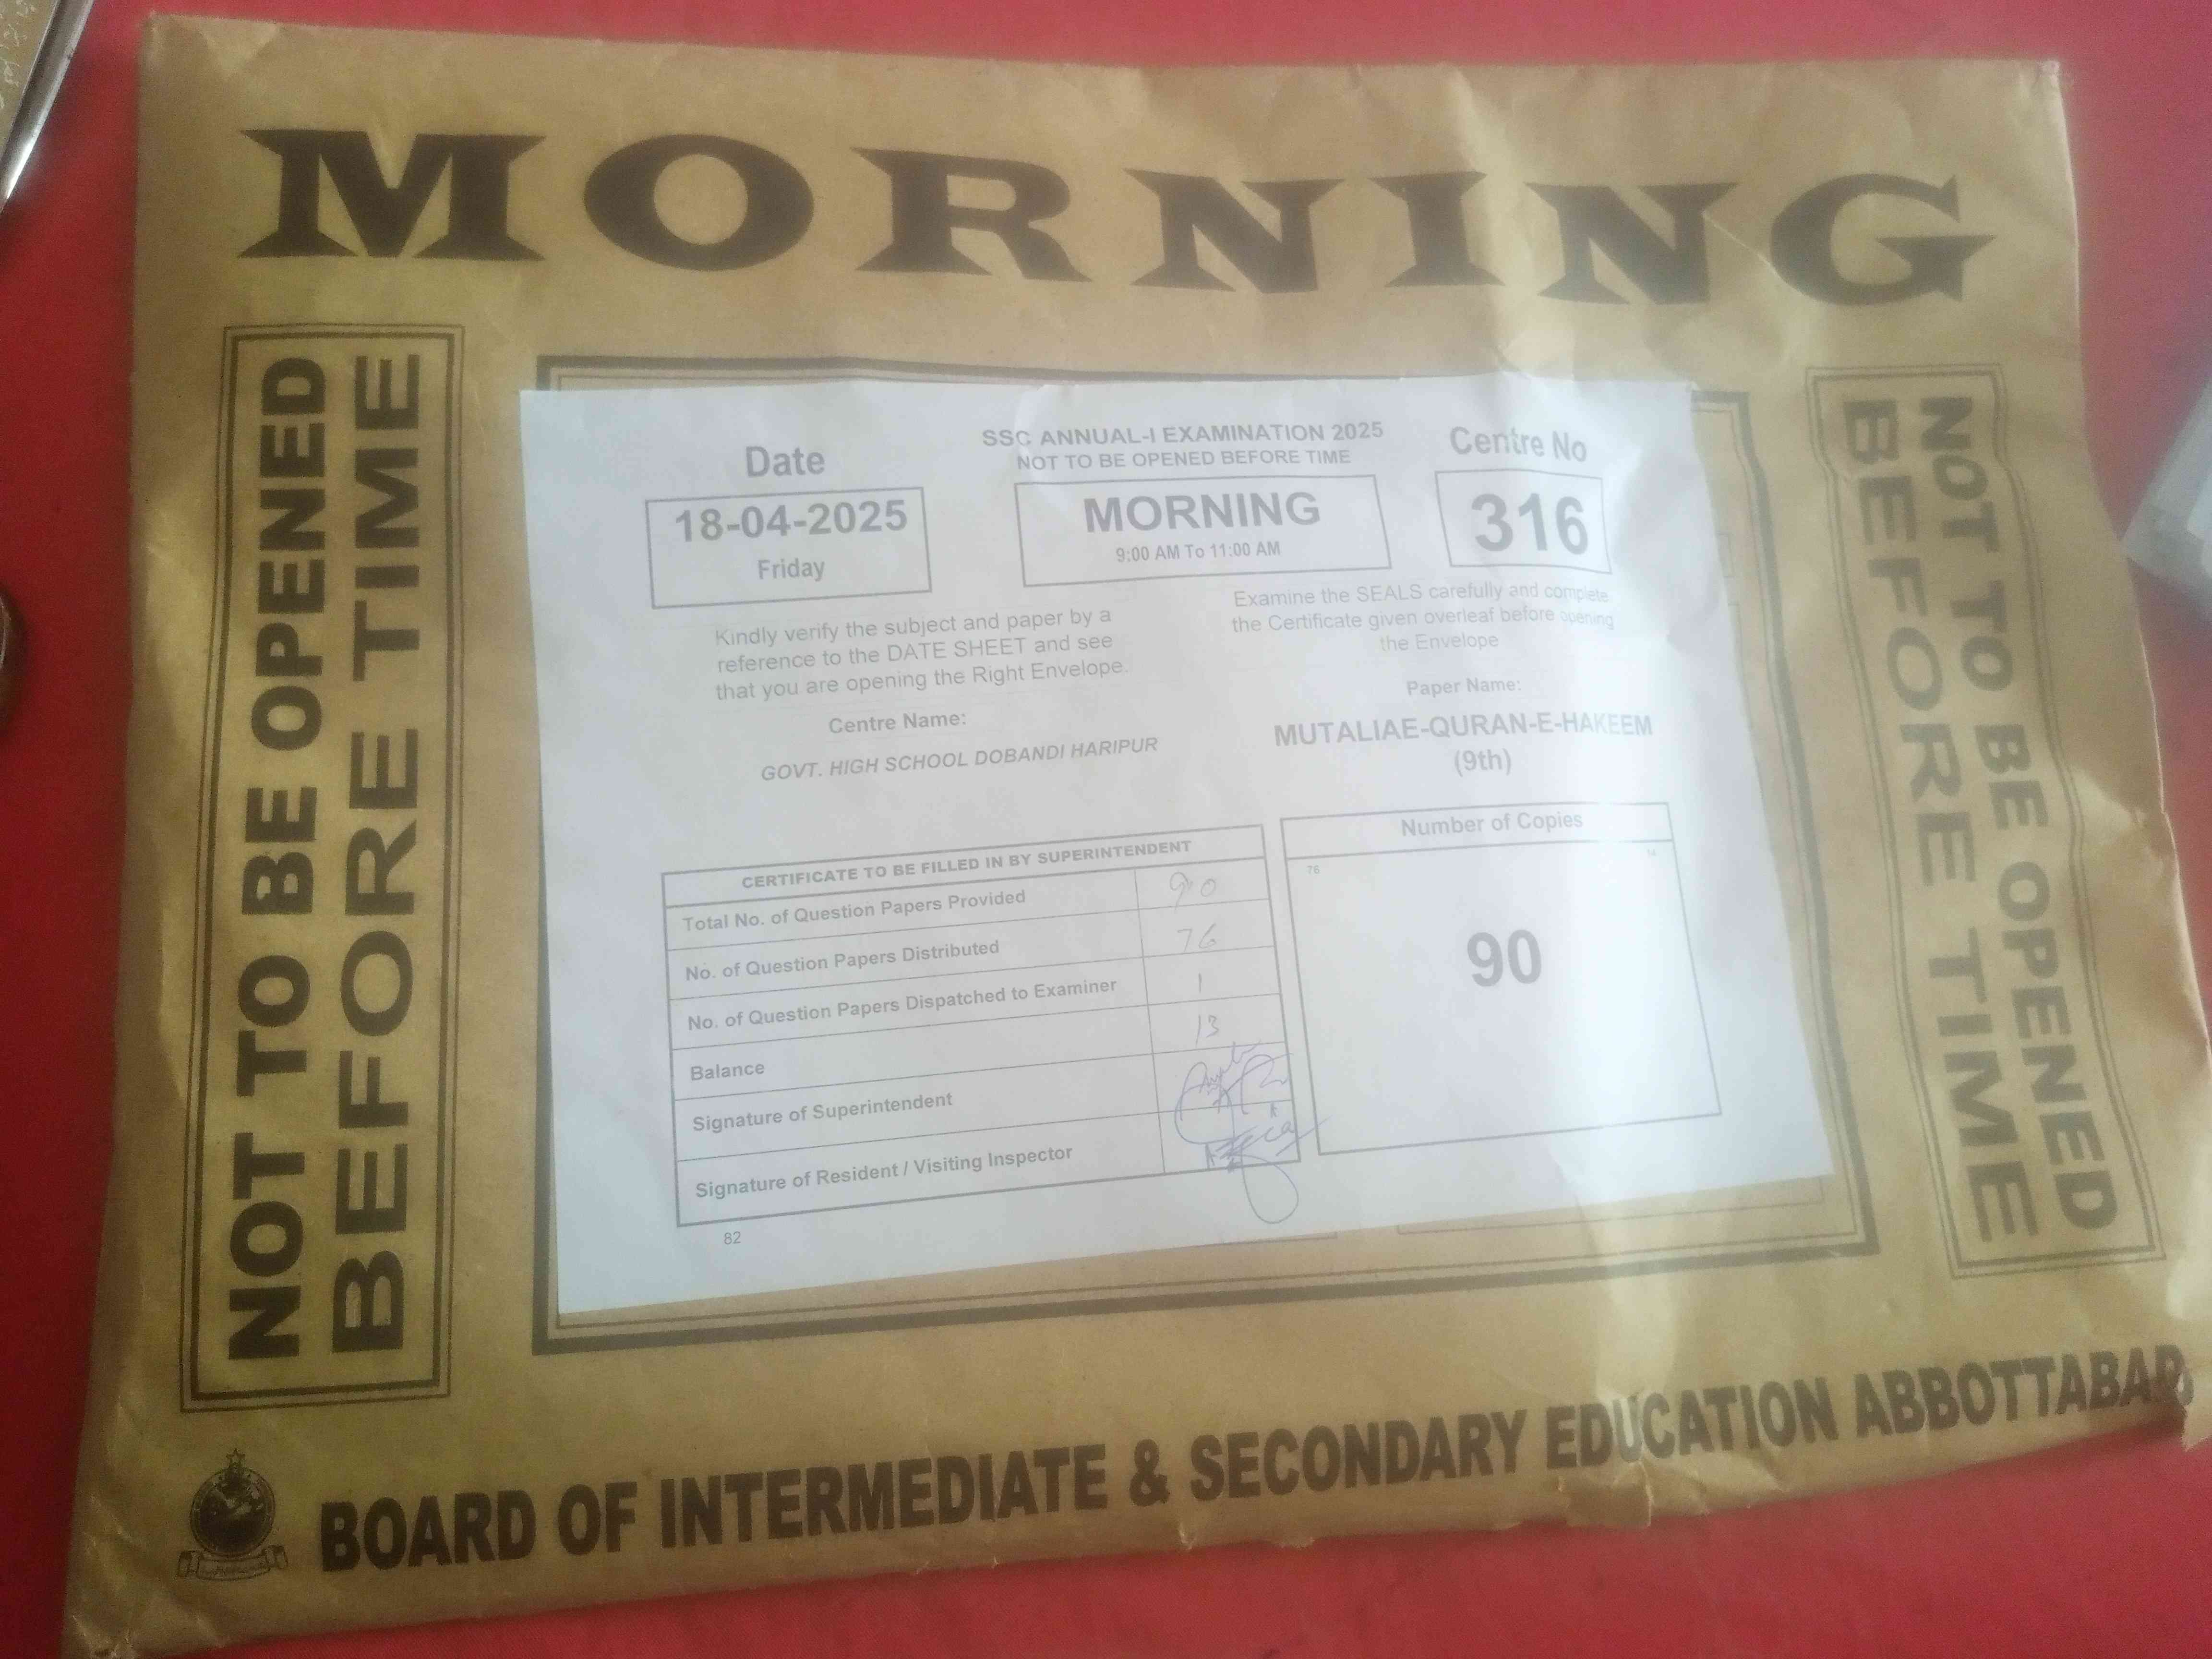 MORNING
NOT TO BE OPENED
BEFORE TIME
SSC ANNUAL-I EXAMINATION 2025
NOT TO BE OPENED BEFORE TIME
Date
18-04-2025
Friday
MORNING
9:00 AM To 11:00 AM
Centre No
316
Kindly verify the subject and paper by a
reference to the DATE SHEET and see
that you are opening the Right Envelope.
Examine the SEALS carefully and complete
the Certificate given overleaf before opening
the Envelope
Centre Name:
GOVT. HIGH SCHOOL DOBANDI HARIPUR
Paper Name:
MUTALIAE-QURAN-E-HAKEEM
(9th)
CERTIFICATE TO BE FILLED IN BY SUPERINTENDENT
Total No. of Question Papers Provided 90
No. of Question Papers Distributed 76
No. of Question Papers Dispatched to Examiner 1
Balance 13
Signature of Superintendent
Signature of Resident / Visiting Inspector
82
Number of Copies
76
90
NOT TO BE OPENED
BEFORE TIME
BOARD OF INTERMEDIATE & SECONDARY EDUCATION ABBOTTABAD